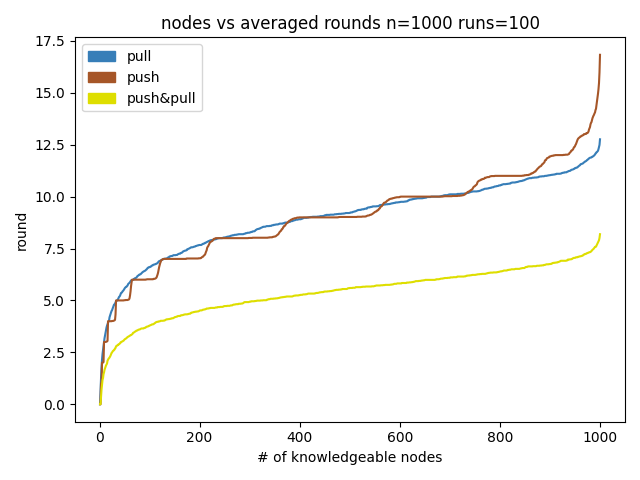 nodes vs averaged rounds n=1000 runs=100
17.5
15.0
12.5
10.0
7.5
5.0
2.5
0.0
round
pull
push
push&pull
0 200 400 600 800 1000
# of knowledgeable nodes